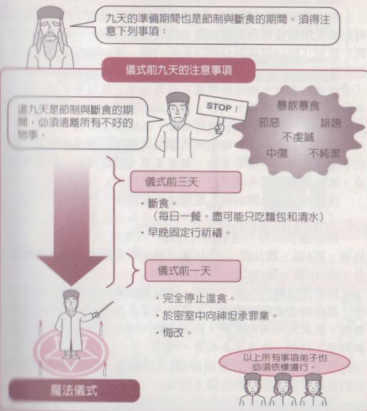 九天的準備期間也是節制與斷食的期間。須得注
意下列事項：
儀式前九天的注意事項
這九天是節制與斷食的期
間，必須遠離所有不好的
物事。
STOP！
暴飲暴食
邪惡 誹謗
不虔誠
中傷 不純潔
儀式前三天
・斷食。
（每日一餐，盡可能只吃麵包和清水）
・早晚固定行祈禱。
儀式前一天
・完全停止進食。
・於密室中向神坦承罪業。
・悔改。
以上所有事項弟子也
必須依樣遵行。
魔法儀式